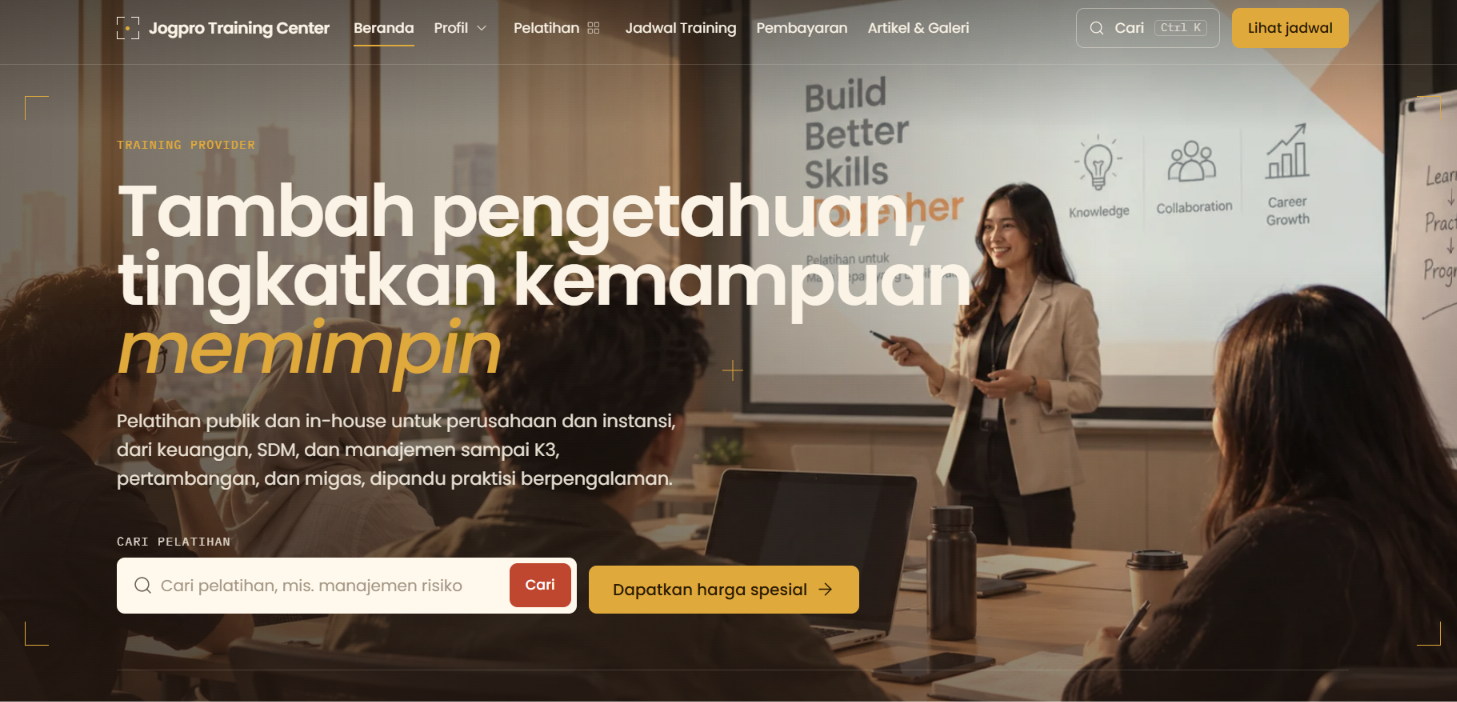 Jogpro Training Center
Beranda
Profil
Pelatihan
Jadwal Training
Pembayaran
Artikel & Galeri
Cari
Ctrl K
Lihat jadwal
Build
Better
Skills
Together
Pelatihan untuk
Knowledge
Collaboration
Career
Growth
TRAINING PROVIDER
Tambah pengetahuan,
tingkatkan kemampuan
memimpin
Pelatihan publik dan in-house untuk perusahaan dan instansi,
dari keuangan, SDM, dan manajemen sampai K3,
pertambangan, dan migas, dipandu praktisi berpengalaman.
CARI PELATIHAN
Cari pelatihan, mis. manajemen risiko
Cari
Dapatkan harga spesial →